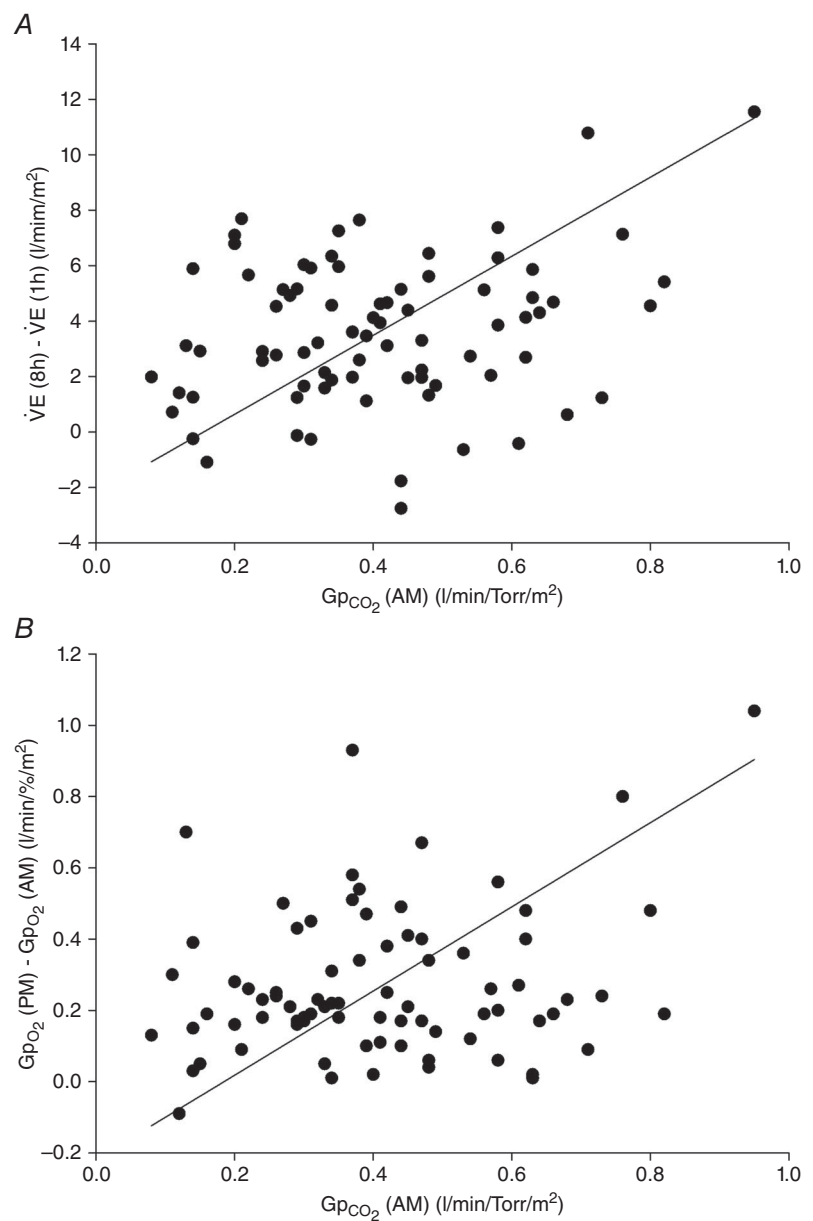 A
14
12
10
8
6
4
2
0
–2
–4
0.0 0.2 0.4 0.6 0.8 1.0
V̇E (8h) - V̇E (1h) (l/mim/m²)
Gp_CO₂ (AM) (l/min/Torr/m²)
B
1.2
1.0
0.8
0.6
0.4
0.2
0.0
–0.2
0.0 0.2 0.4 0.6 0.8 1.0
Gp_O₂ (PM) - Gp_O₂ (AM) (l/min/%/m²)
Gp_CO₂ (AM) (l/min/Torr/m²)